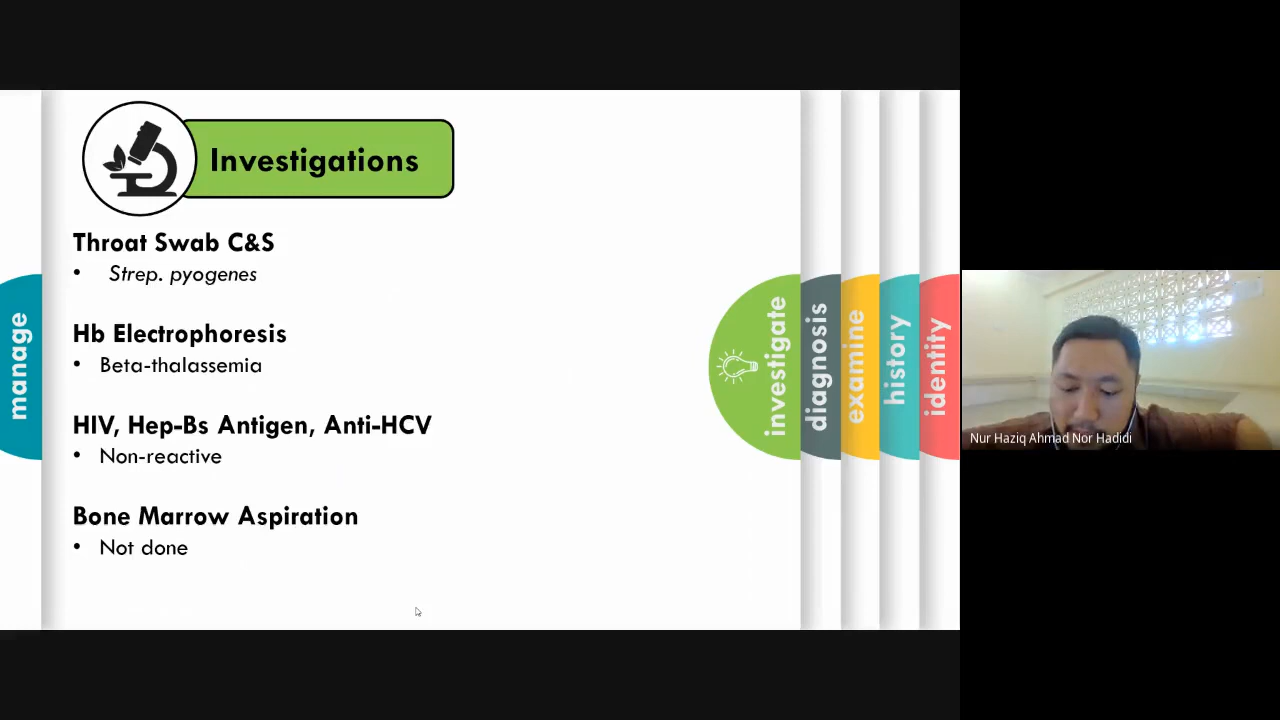 Investigations
Throat Swab C&S
• Strep. pyogenes
Hb Electrophoresis
• Beta-thalassemia
HIV, Hep-Bs Antigen, Anti-HCV
• Non-reactive
Bone Marrow Aspiration
• Not done
manage
investigate
diagnosis
examine
history
identity
Nur Haziq Ahmad Nor Hadidi